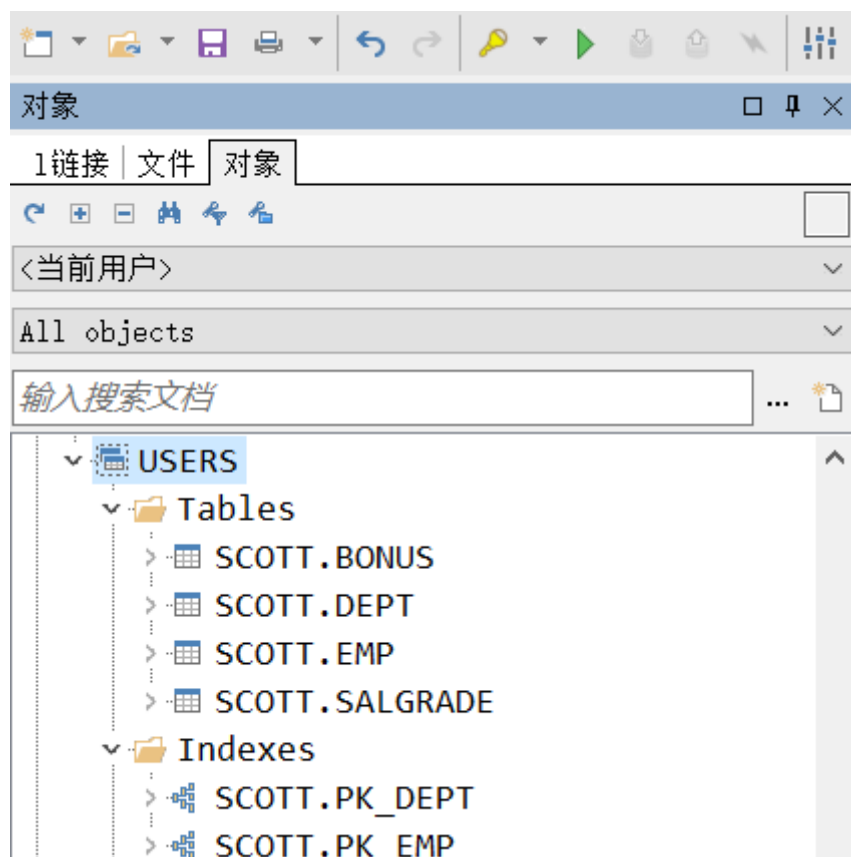 对象
1链接 文件 对象
<当前用户>
All objects
输入搜索文档 ...
USERS
Tables
SCOTT.BONUS
SCOTT.DEPT
SCOTT.EMP
SCOTT.SALGRADE
Indexes
SCOTT.PK_DEPT
SCOTT.PK_EMP